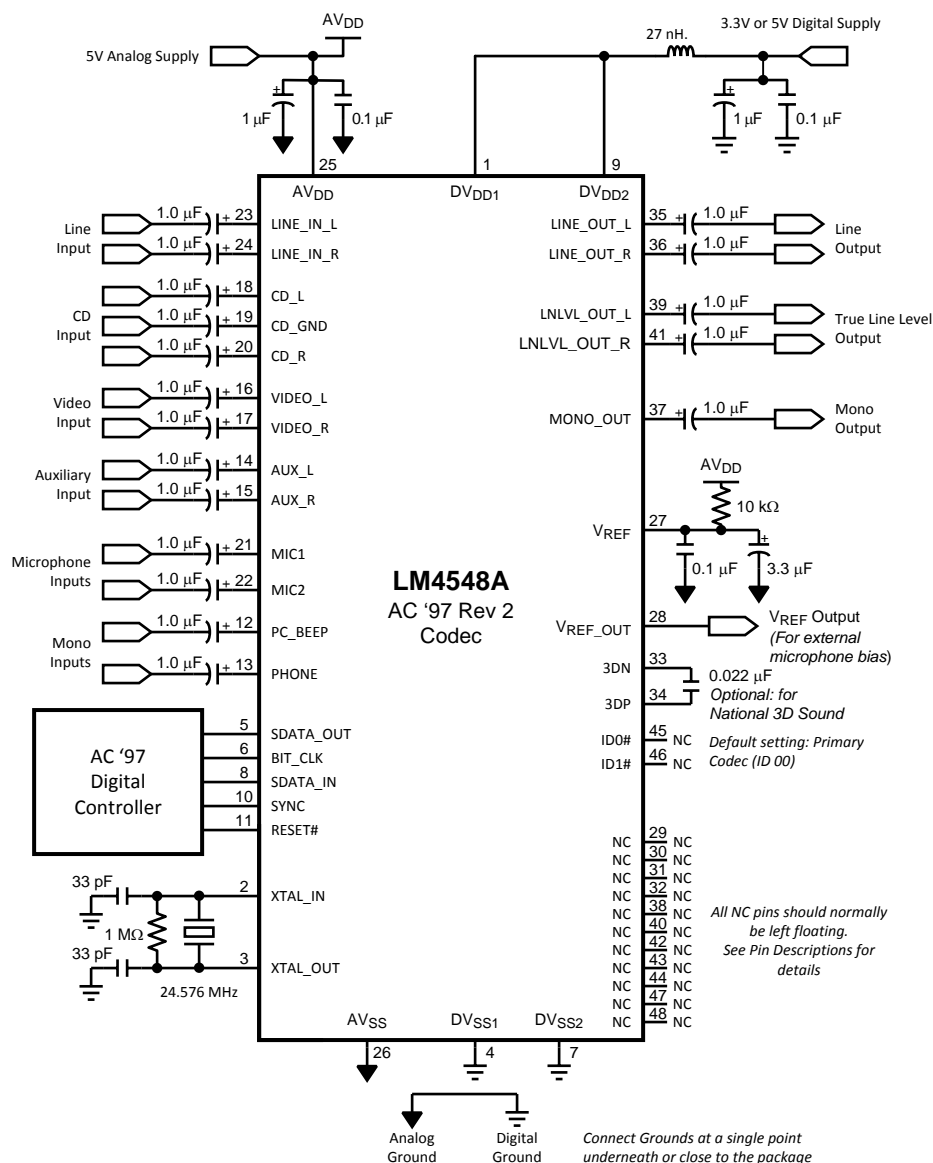 AVDD
5V Analog Supply
1 μF
0.1 μF
27 nH.
3.3V or 5V Digital Supply
1 μF
0.1 μF
25
1
9
AVDD
DVDD1
DVDD2
Line
Input
1.0 μF
+ 23
LINE_IN_L
1.0 μF
+ 24
LINE_IN_R
CD
Input
1.0 μF
+ 18
CD_L
1.0 μF
+ 19
CD_GND
1.0 μF
+ 20
CD_R
Video
Input
1.0 μF
+ 16
VIDEO_L
1.0 μF
+ 17
VIDEO_R
Auxiliary
Input
1.0 μF
+ 14
AUX_L
1.0 μF
+ 15
AUX_R
Microphone
Inputs
1.0 μF
+ 21
MIC1
1.0 μF
+ 22
MIC2
Mono
Inputs
1.0 μF
+ 12
PC_BEEP
1.0 μF
+ 13
PHONE
AC ‘97
Digital
Controller
5
SDATA_OUT
6
BIT_CLK
8
SDATA_IN
10
SYNC
11
RESET#
33 pF
2
XTAL_IN
1 MΩ
33 pF
3
XTAL_OUT
24.576 MHz
LM4548A
AC ‘97 Rev 2
Codec
LINE_OUT_L
35 +
1.0 μF
LINE_OUT_R
36 +
1.0 μF
Line
Output
LNLVL_OUT_L
39 +
1.0 μF
LNLVL_OUT_R
41 +
1.0 μF
True Line Level
Output
MONO_OUT
37 +
1.0 μF
Mono
Output
AVDD
10 kΩ
VREF
27
0.1 μF
+
3.3 μF
VREF_OUT
28
VREF Output
(For external
microphone bias)
3DN
33
3DP
34
0.022 μF
Optional: for
National 3D Sound
ID0#
45
NC
ID1#
46
NC
Default setting: Primary
Codec (ID 00)
NC 29 NC
NC 30 NC
NC 31 NC
NC 32 NC
NC 38 NC
NC 40 NC
NC 42 NC
NC 43 NC
NC 44 NC
NC 47 NC
NC 48 NC
All NC pins should normally
be left floating.
See Pin Descriptions for
details
AVSS
DVSS1
DVSS2
26
4
7
Analog
Ground
Digital
Ground
Connect Grounds at a single point
underneath or close to the package